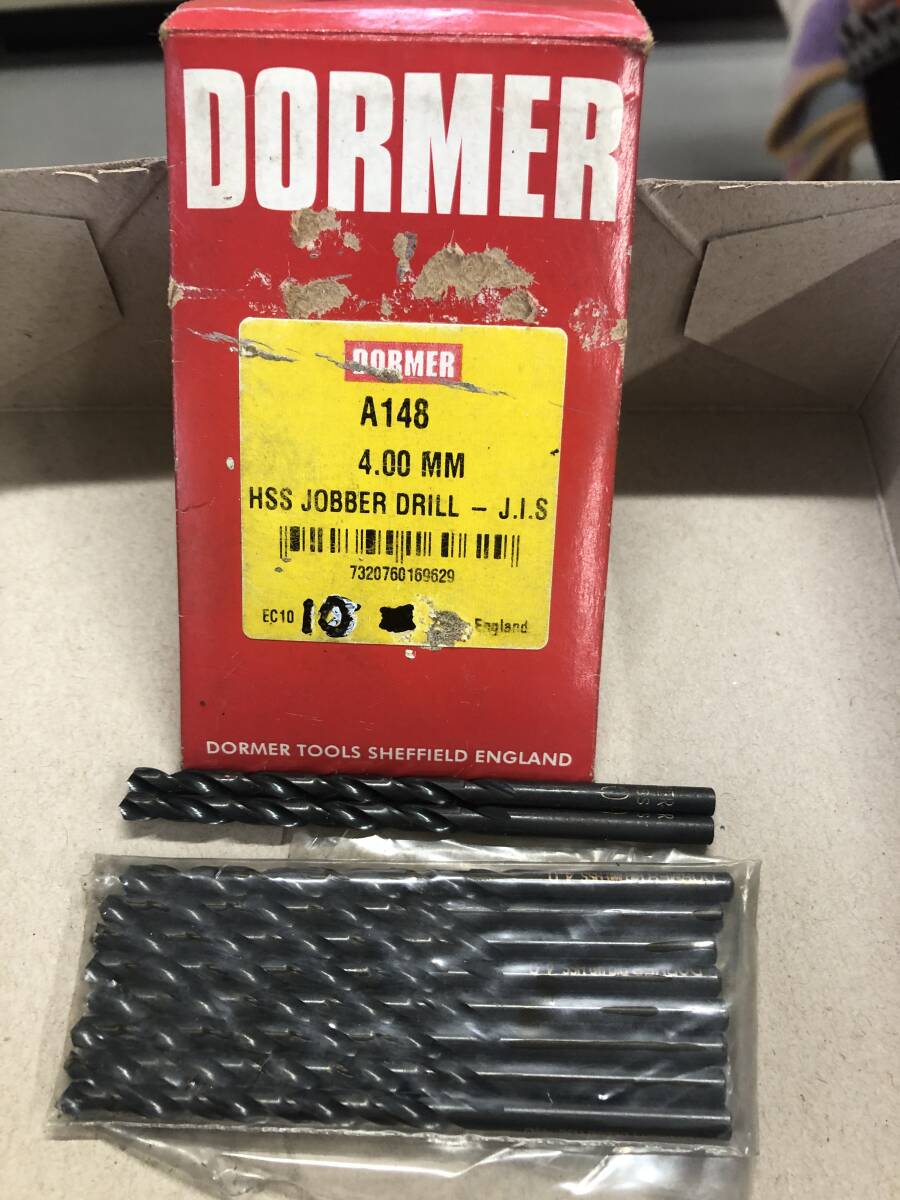 DORMER
DORMER
A148
4.00 MM
HSS JOBBER DRILL - J.I.S
7320760169629
EC10 10 England
DORMER TOOLS SHEFFIELD ENGLAND